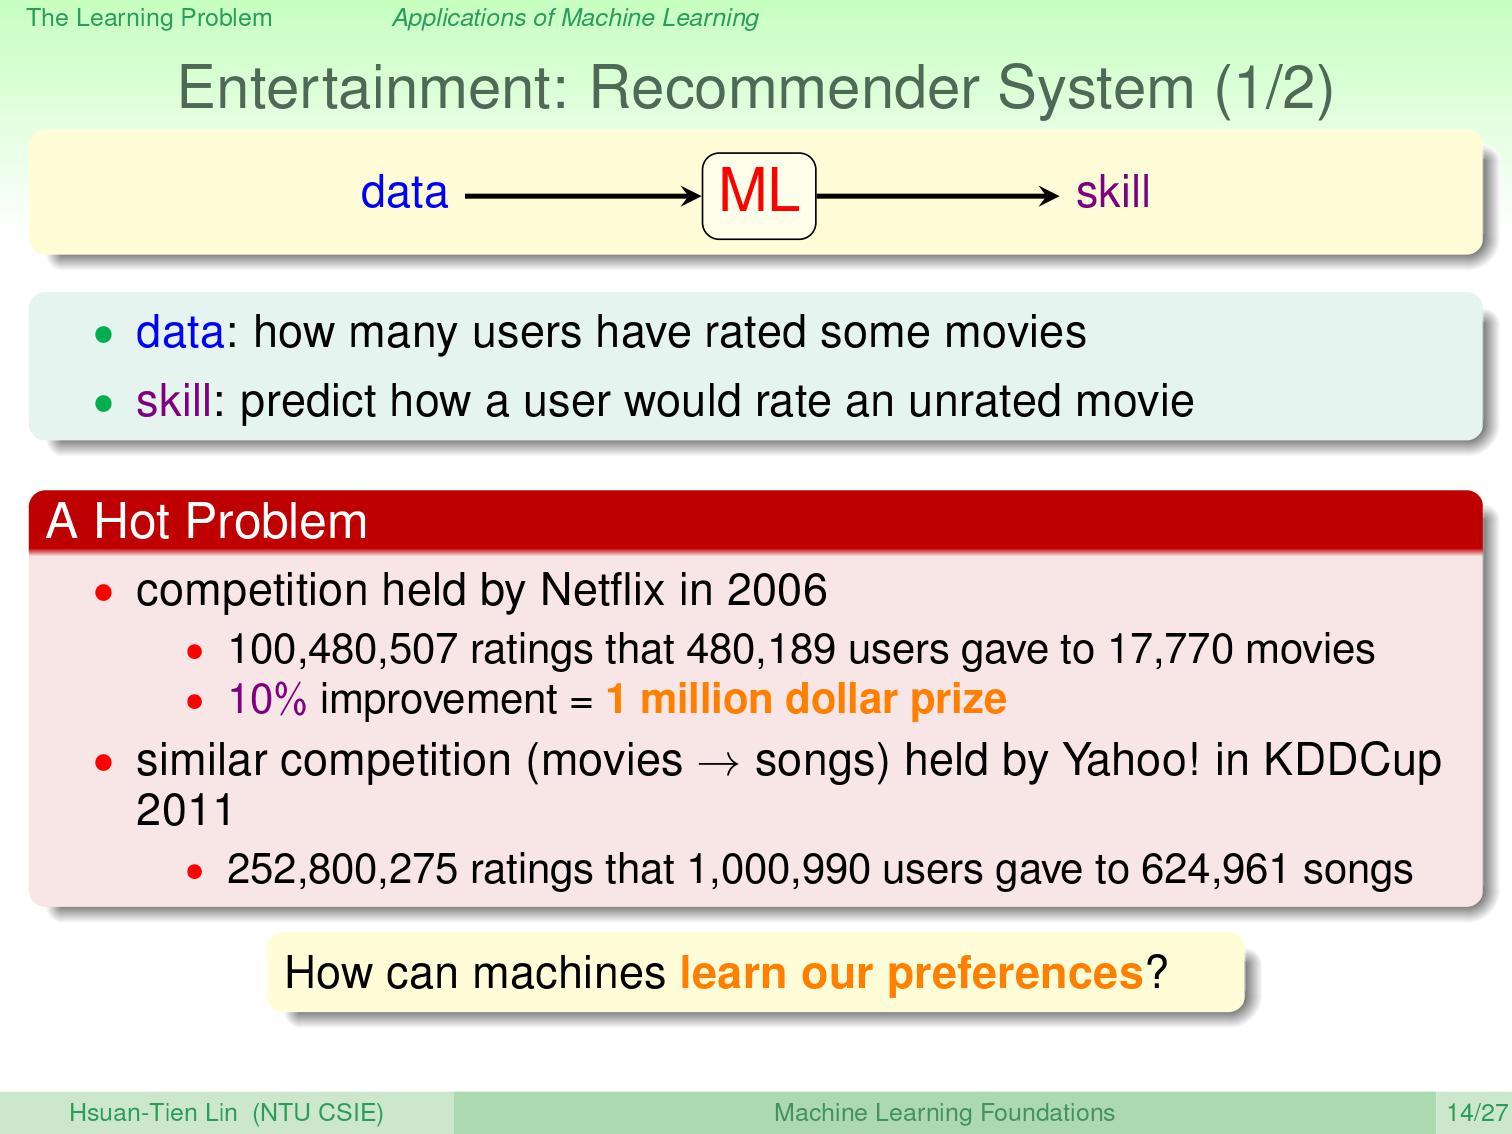 The Learning Problem Applications of Machine Learning
Entertainment: Recommender System (1/2)
data ML skill
• data: how many users have rated some movies
• skill: predict how a user would rate an unrated movie
A Hot Problem
• competition held by Netflix in 2006
• 100,480,507 ratings that 480,189 users gave to 17,770 movies
• 10% improvement = 1 million dollar prize
• similar competition (movies → songs) held by Yahoo! in KDDCup
2011
• 252,800,275 ratings that 1,000,990 users gave to 624,961 songs
How can machines learn our preferences?
Hsuan-Tien Lin (NTU CSIE) Machine Learning Foundations 14/27